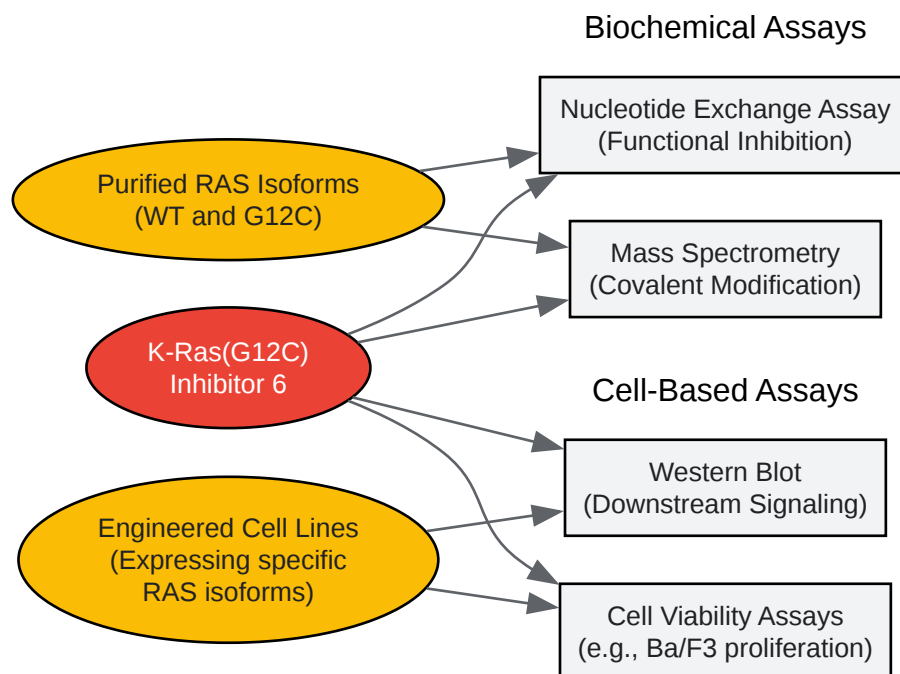 Biochemical Assays
Nucleotide Exchange Assay
(Functional Inhibition)
Purified RAS Isoforms
(WT and G12C)
Mass Spectrometry
(Covalent Modification)
K-Ras(G12C)
Inhibitor 6
Cell-Based Assays
Western Blot
(Downstream Signaling)
Engineered Cell Lines
(Expressing specific
RAS isoforms)
Cell Viability Assays
(e.g., Ba/F3 proliferation)